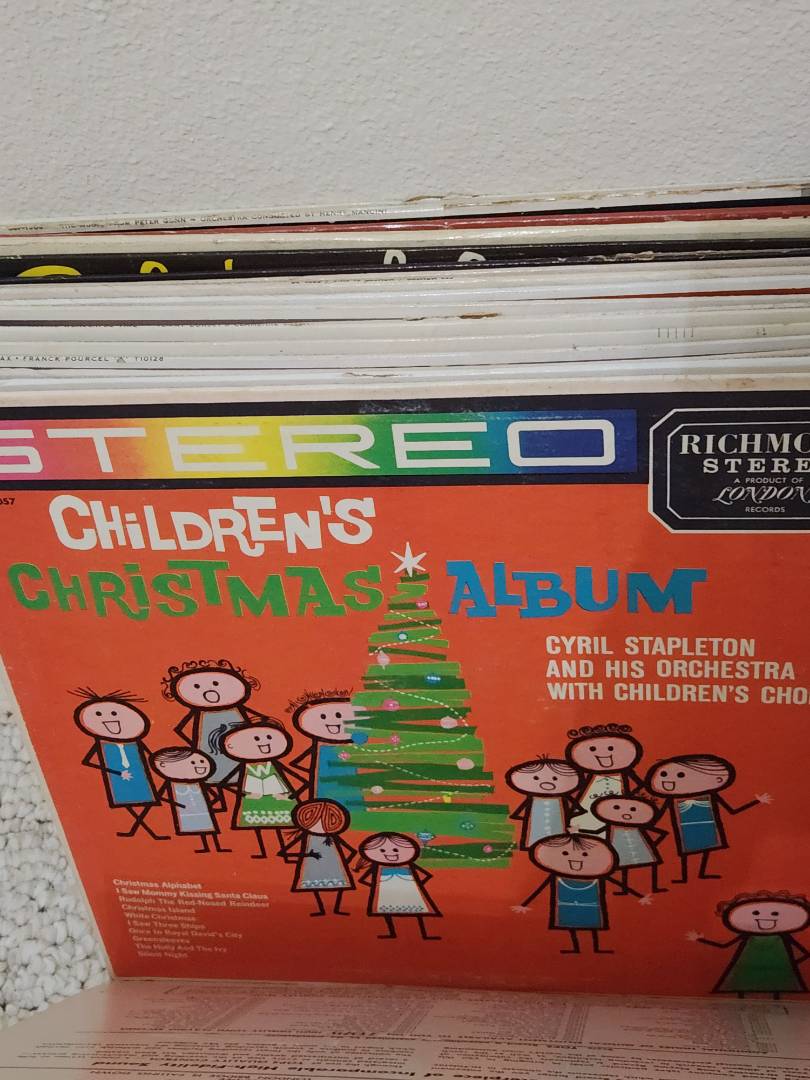 PETER GUNN — ORCHESTRA CONDUCTED BY HENRY MANCINI
AX • FRANCK POURCEL
T10126
STEREO
RICHMO
STERE
A PRODUCT OF
LONDON
RECORDS
057
CHiLDREN'S
CHRiSTMAS ALBUM
CYRIL STAPLETON
AND HIS ORCHESTRA
WITH CHILDREN'S CHO
W
Christmas Alphabet
I Saw Mommy Kissing Santa Claus
Rudolph The Red-Nosed Reindeer
Christmas Island
White Christmas
I Saw Three Ships
Once In Royal David's City
Greensleeves
The Holly And The Ivy
Silent Night